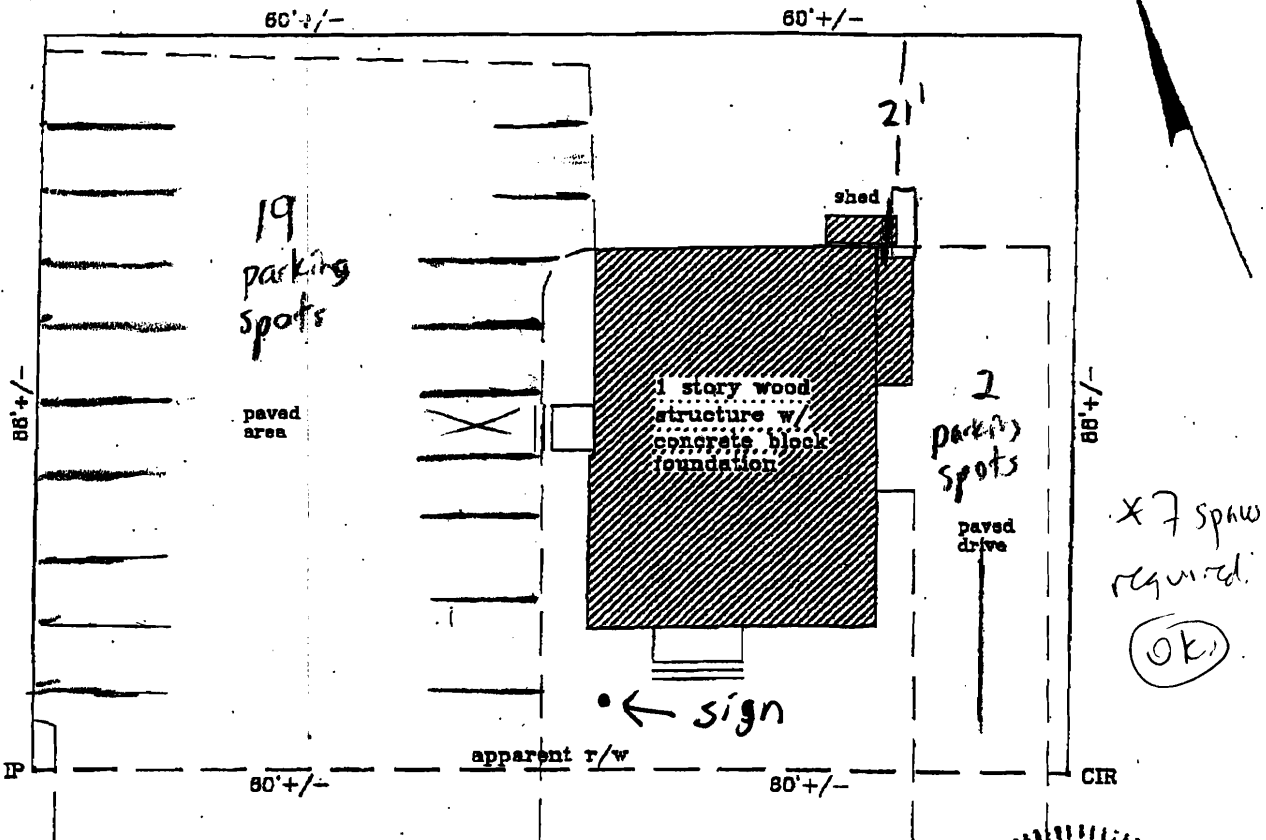 60'+/-
60'+/-
21'
shed
19
parking
spots
88'+/-
paved
area
1 story wood
structure w/
concrete block
foundation
2
parking
spots
88'+/-
paved
drive
* 7
required.
OK
sign
apparent r/w
IP
60'+/-
60'+/-
CIR